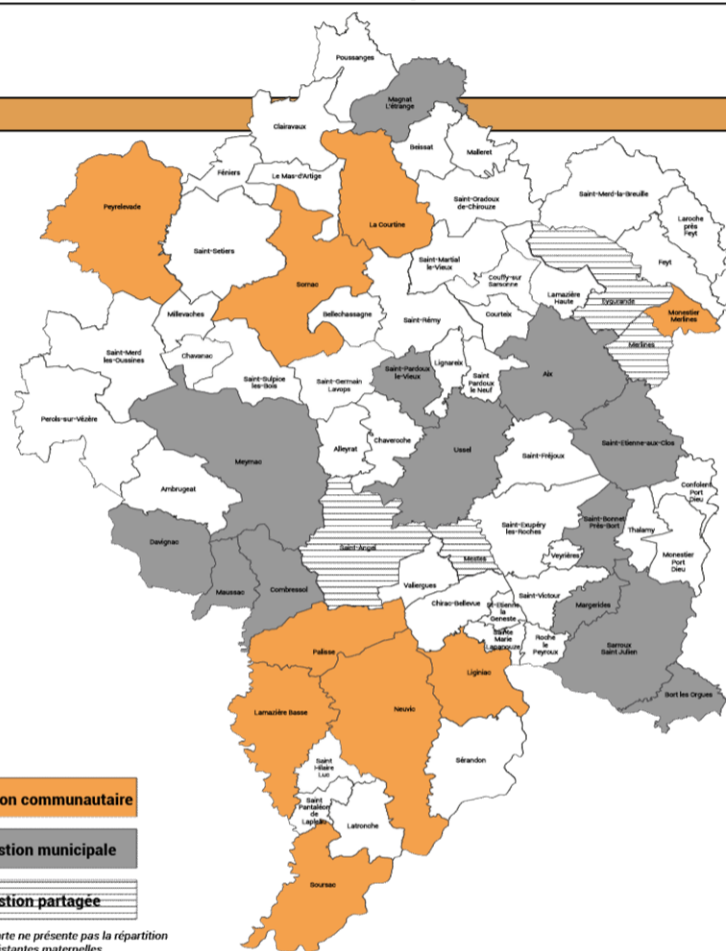 Poussanges
Magnat
L'étrange
Clairavaux
Beissat
Malleret
Féniers
Le Mas-d'Artige
Peyrelevade
La Courtine
Saint-Oradoux
de-Chirouze
Saint-Merd-la-Breuille
Laroche
près
Feyt
Saint-Setiers
Saint-Martial
le-Vieux
Feyt
Sornac
Couffy-sur
Sarsonne
Lamazière
Haute
Eygurande
Monestier
Merlines
Millevaches
Bellechassagne
Saint-Rémy
Courteix
Merlines
Saint-Merd
les-Oussines
Chavanac
Saint-Sulpice
les-Bois
Saint-Germain
Lavops
Saint-Pardoux
le-Vieux
Lignareix
Saint
Pardoux
le Neuf
Aix
Perols-sur-Vézère
Meymac
Alleyrat
Chaveroche
Ussel
Saint-Fréjoux
Saint-Etienne-aux-Clos
Ambrugeat
Confolent
Port
Dieu
Davignac
Saint-Angel
Mestes
Saint-Exupéry
les-Roches
Saint-Bonnet
Près-Bort
Thalamy
Veyrières
Monestier
Port
Dieu
Maussac
Combressol
Valiergues
Chirac-Bellevue
St-Etienne
la
Geneste
Saint-Victour
Margerides
Sainte
Marie
Lapanouze
Roche
le
Peyroux
Sarroux
Saint Julien
Palisse
Liginiac
Bort les Orgues
Lamazière Basse
Neuvic
Sérandon
Saint
Hilaire
Luc
Saint
Pantaléon
de
Lapleau
Latronche
Soursac
on communautaire
stion municipale
stion partagée
rte ne présente pas la répartition
istantes maternelles